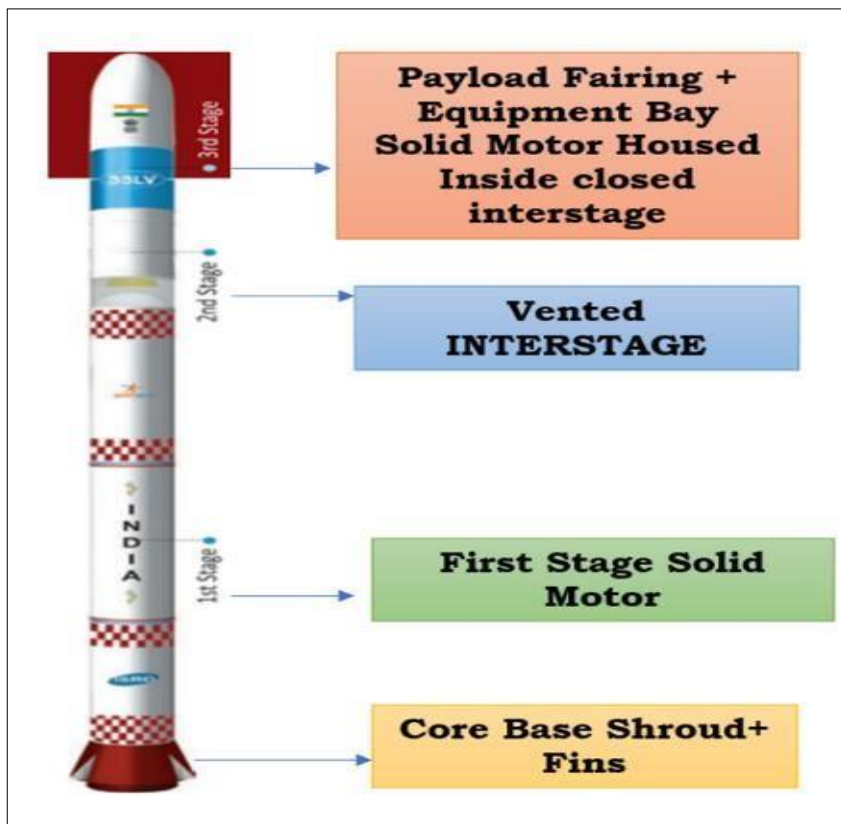 Payload Fairing +
Equipment Bay
Solid Motor Housed
Inside closed
interstage
3rd Stage
SSLV
2nd Stage
Vented
INTERSTAGE
INDIA
1st Stage
First Stage Solid
Motor
isro
Core Base Shroud+
Fins